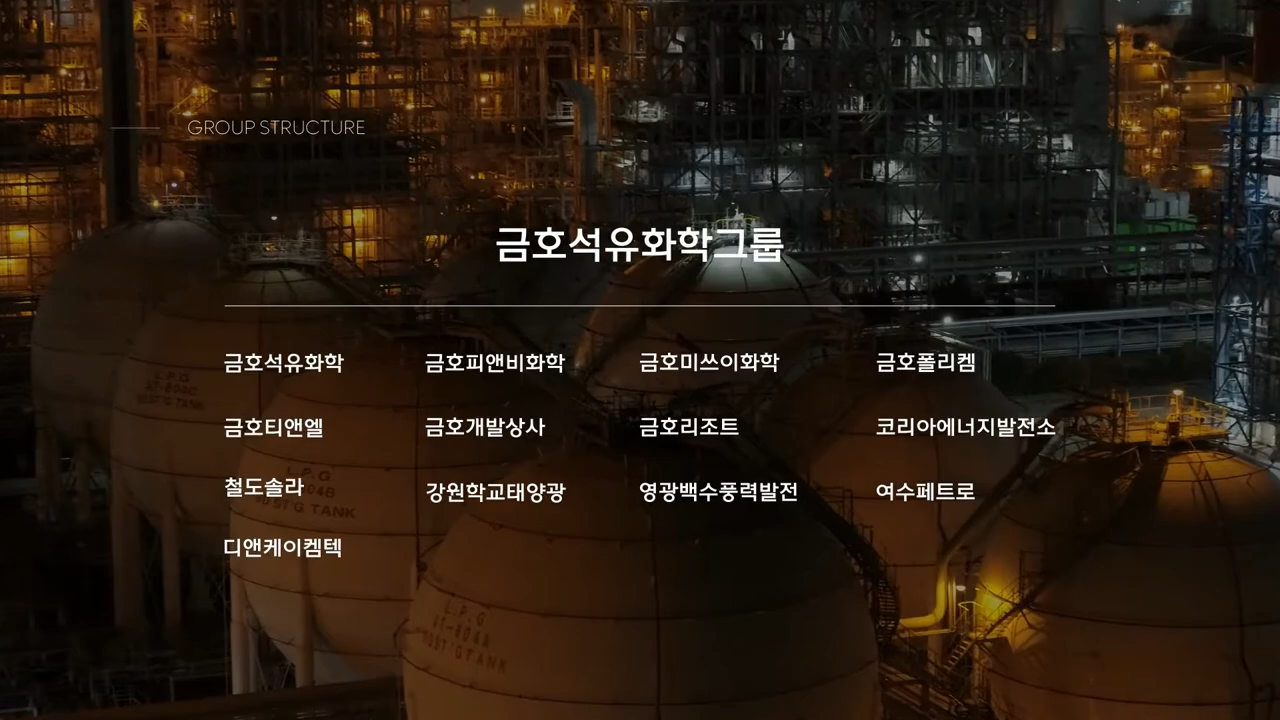 GROUP STRUCTURE
금호석유화학그룹
금호석유화학 금호피앤비화학 금호미쓰이화학 금호폴리켐
금호티앤엘 금호개발상사 금호리조트 코리아에너지발전소
철도솔라 강원학교태양광 영광백수풍력발전 여수페트로
디앤케이켐텍
L.P.G
L.P.G
G TANK
L.P.G